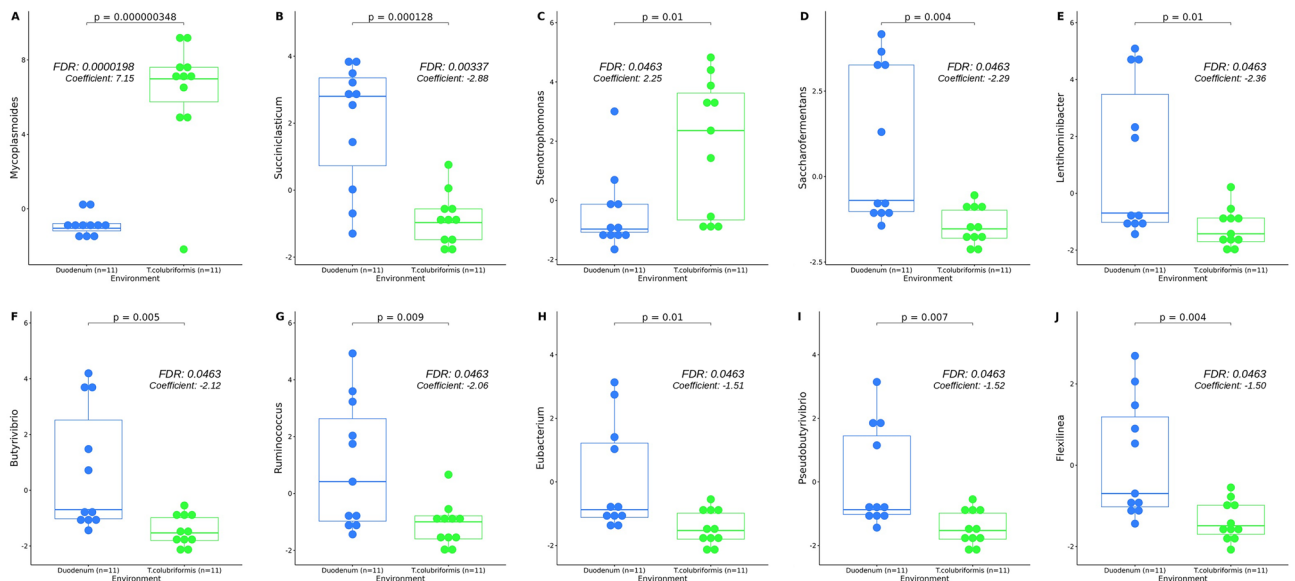 A
p = 0.000000348
FDR: 0.0000198
Coefficient: 7.15
Mycoplasmoides
8
4
0
Duodenum (n=11)
T.colubriformis (n=11)
Environment
B
p = 0.000128
FDR: 0.00337
Coefficient: -2.88
Succiniclasticum
4
2
0
-2
Duodenum (n=11)
T.colubriformis (n=11)
Environment
C
p = 0.01
FDR: 0.0463
Coefficient: 2.25
Stenotrophomonas
4
2
0
-2
Duodenum (n=11)
T.colubriformis (n=11)
Environment
D
p = 0.004
FDR: 0.0463
Coefficient: -2.29
Saccharofermentans
2.5
0.0
-2.5
Duodenum (n=11)
T.colubriformis (n=11)
Environment
E
p = 0.01
FDR: 0.0463
Coefficient: -2.36
Lentihominibacter
6
4
2
0
-2
Duodenum (n=11)
T.colubriformis (n=11)
Environment
F
p = 0.005
FDR: 0.0463
Coefficient: -2.12
Butyrivibrio
6
4
2
0
-2
Duodenum (n=11)
T.colubriformis (n=11)
Environment
G
p = 0.009
FDR: 0.0463
Coefficient: -2.06
Ruminococcus
6
4
2
0
-2
Duodenum (n=11)
T.colubriformis (n=11)
Environment
H
p = 0.01
FDR: 0.0463
Coefficient: -1.51
Eubacterium
4
2
0
-2
Duodenum (n=11)
T.colubriformis (n=11)
Environment
I
p = 0.007
FDR: 0.0463
Coefficient: -1.52
Pseudobutyrivibrio
4
2
0
-2
Duodenum (n=11)
T.colubriformis (n=11)
Environment
J
p = 0.004
FDR: 0.0463
Coefficient: -1.50
Flexilinea
2
0
-2
Duodenum (n=11)
T.colubriformis (n=11)
Environment